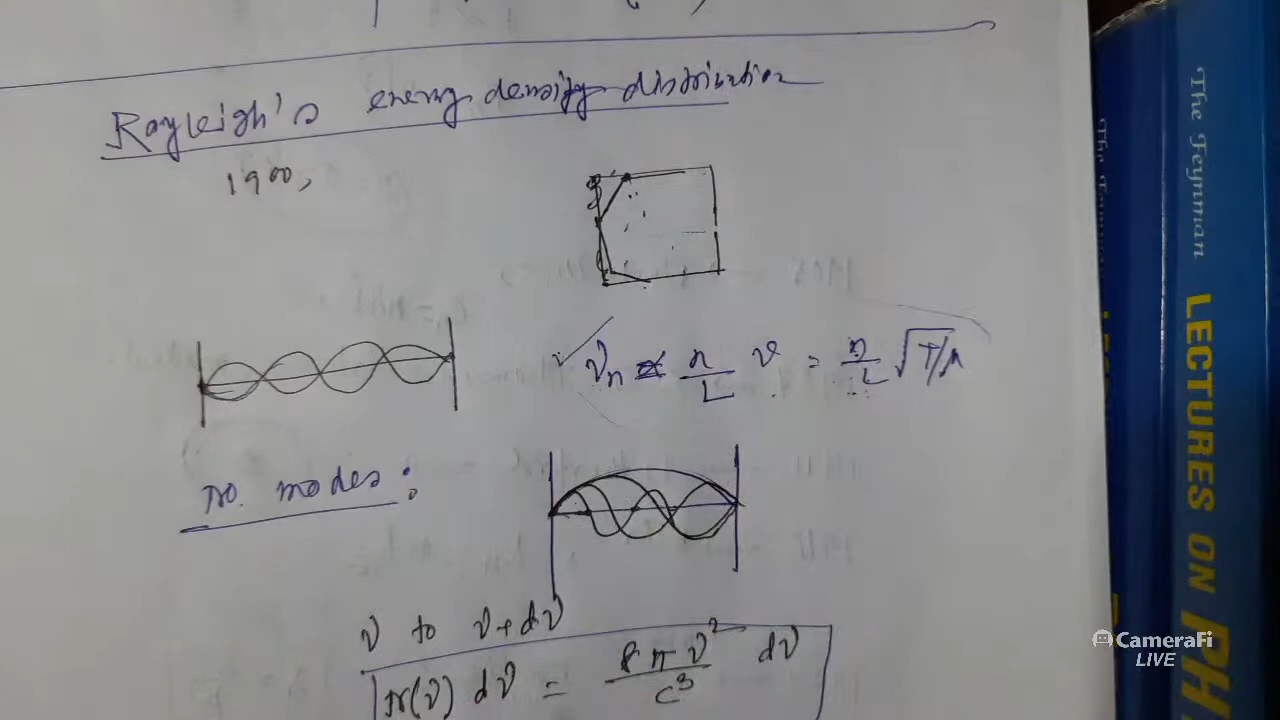 Rayleigh's energy density distribution
1900,
νn ∝ n/L v = n/L √T/μ
No. modes:
ν to ν+dν
N(ν) dν = 8πν²/c³ dν
The Feynman
LECTURES ON PH
CameraFi
LIVE